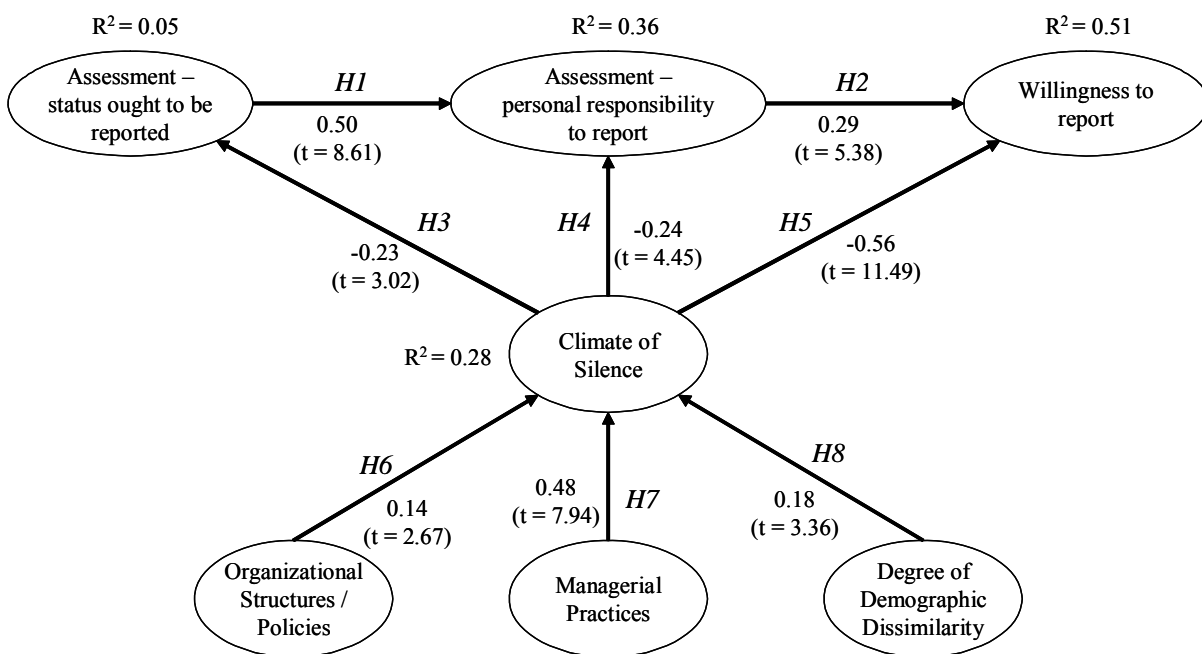 R² = 0.05
R² = 0.36
R² = 0.51
Assessment –
status ought to be
reported
H1
0.50
(t = 8.61)
Assessment –
personal responsibility
to report
H2
0.29
(t = 5.38)
Willingness to
report
H3
-0.23
(t = 3.02)
H4
-0.24
(t = 4.45)
H5
-0.56
(t = 11.49)
R² = 0.28
Climate of
Silence
H6
0.14
(t = 2.67)
0.48
(t = 7.94)
H7
H8
0.18
(t = 3.36)
Organizational
Structures /
Policies
Managerial
Practices
Degree of
Demographic
Dissimilarity